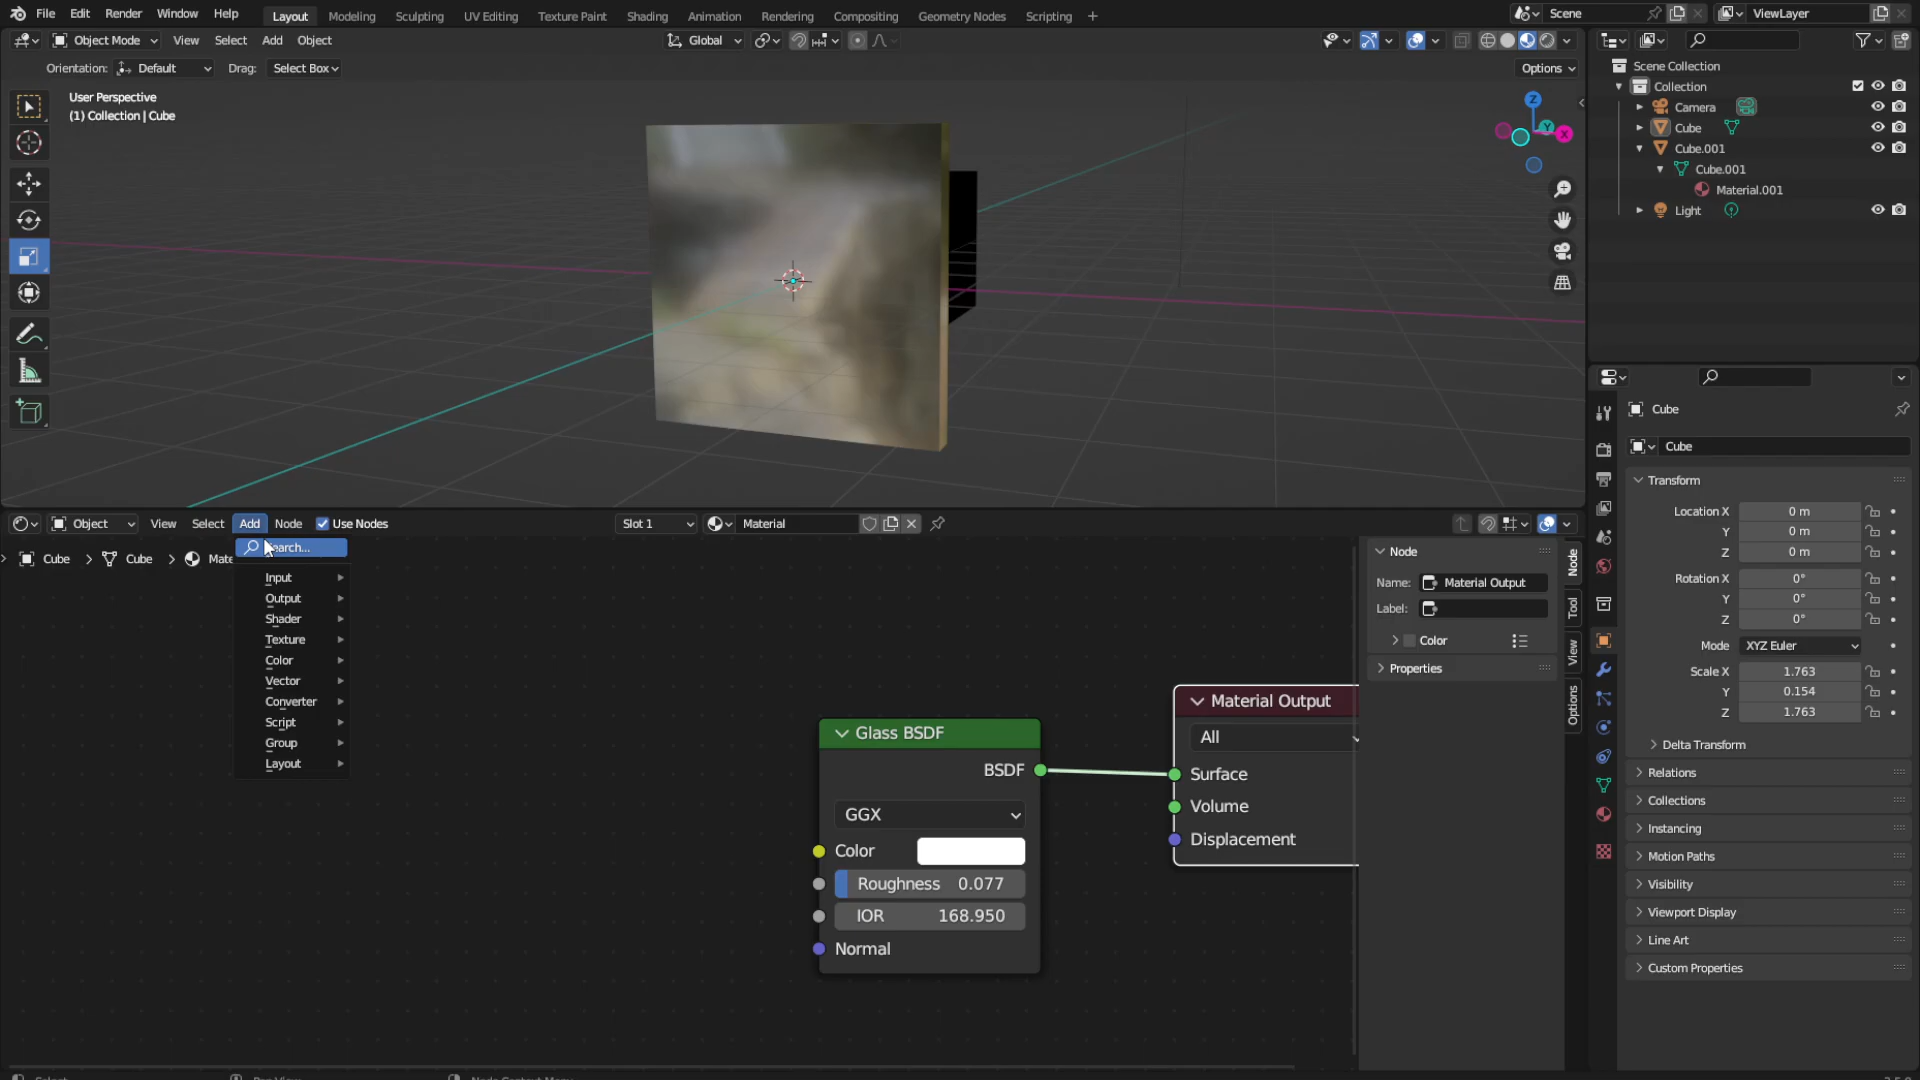 File Edit Render Window Help Layout Modeling Sculpting UV Editing Texture Paint Shading Animation Rendering Compositing Geometry Nodes Scripting + Scene ViewLayer
Object Mode View Select Add Object Global
Orientation: Default Drag: Select Box Options
User Perspective
(1) Collection | Cube
Z
Y
X
Scene Collection
Collection
Camera
Cube
Cube.001
Cube.001
Material.001
Light
Cube
Cube
Transform
Location X 0 m
Y 0 m
Z 0 m
Rotation X 0°
Y 0°
Z 0°
Mode XYZ Euler
Scale X 1.763
Y 0.154
Z 1.763
Delta Transform
Relations
Collections
Instancing
Motion Paths
Visibility
Viewport Display
Line Art
Custom Properties
Object View Select Add Node Use Nodes Slot 1 Material
Cube > Cube > Mate
earch...
Input
Output
Shader
Texture
Color
Vector
Converter
Script
Group
Layout
Glass BSDF
BSDF
GGX
Color
Roughness 0.077
IOR 168.950
Normal
Material Output
All
Surface
Volume
Displacement
Node
Name: Material Output
Label:
Color
Properties
Node
Tool
View
Options